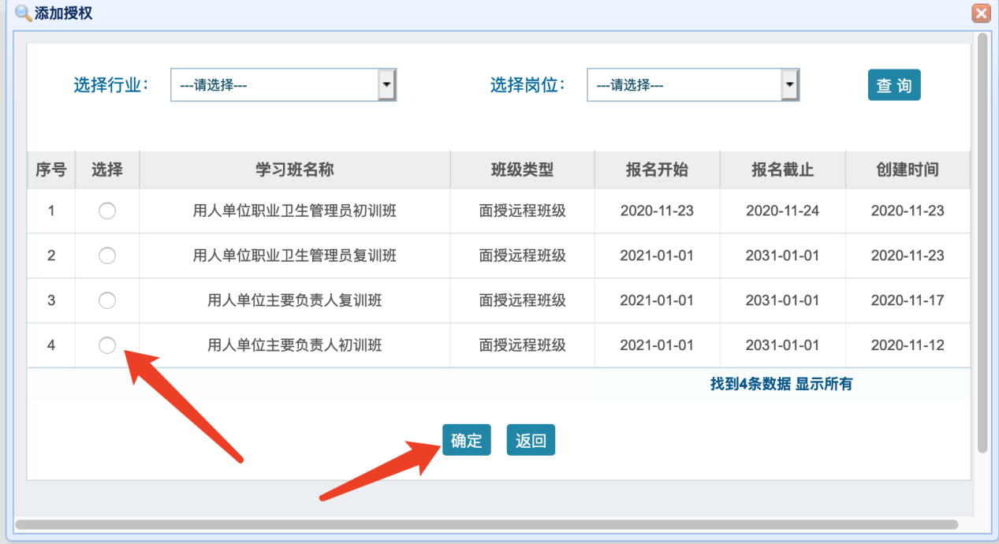 添加授权
选择行业： ---请选择--- 选择岗位： ---请选择--- 查 询
序号 选择 学习班名称 班级类型 报名开始 报名截止 创建时间
1 用人单位职业卫生管理员初训班 面授远程班级 2020-11-23 2020-11-24 2020-11-23
2 用人单位职业卫生管理员复训班 面授远程班级 2021-01-01 2031-01-01 2020-11-23
3 用人单位主要负责人复训班 面授远程班级 2021-01-01 2031-01-01 2020-11-17
4 用人单位主要负责人初训班 面授远程班级 2021-01-01 2031-01-01 2020-11-12
找到4条数据 显示所有
确定 返回